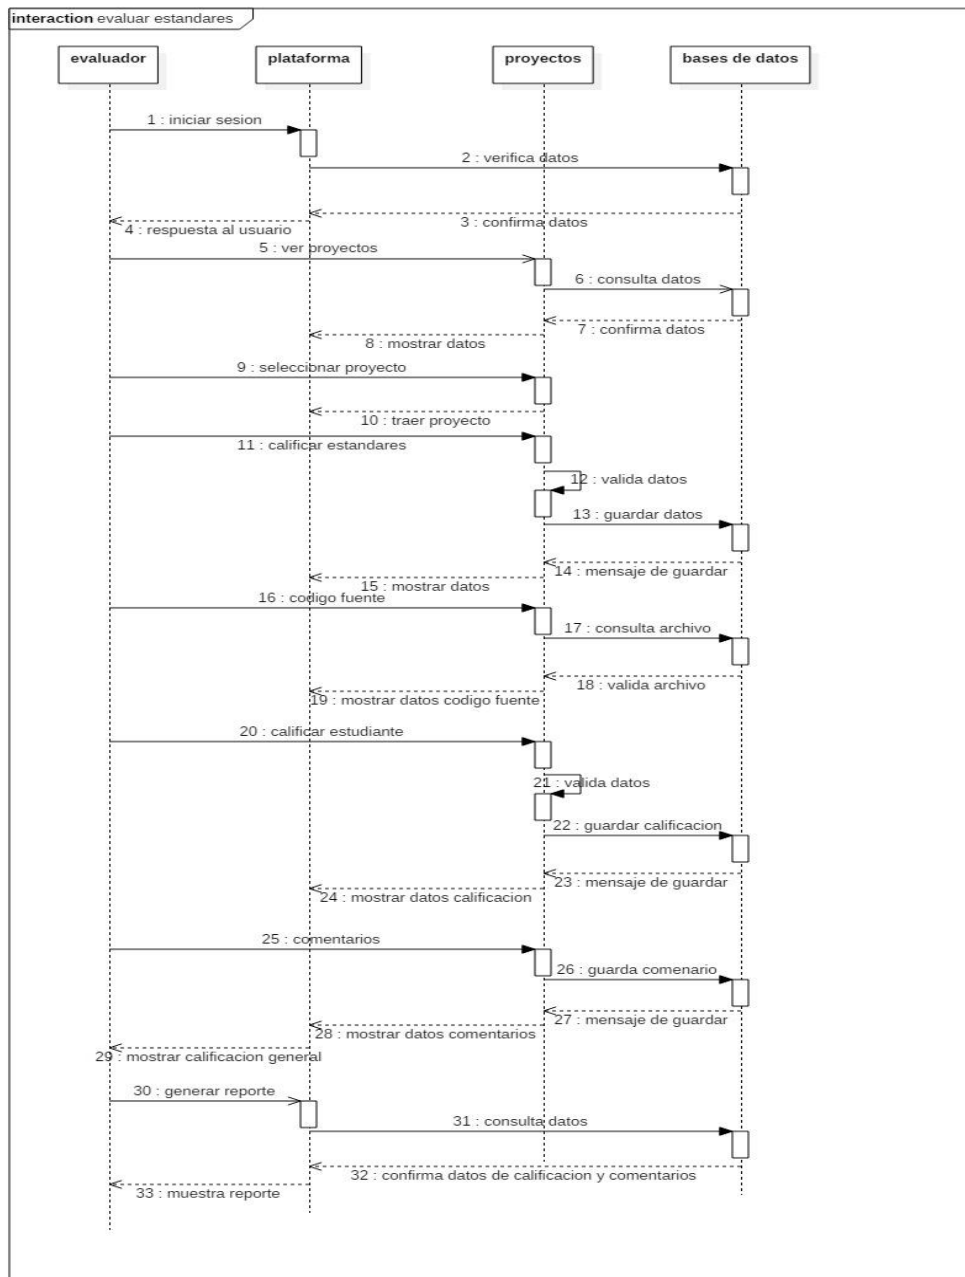 interaction evaluar estandares
evaluador
plataforma
proyectos
bases de datos
1 : iniciar sesion
2 : verifica datos
3 : confirma datos
4 : respuesta al usuario
5 : ver proyectos
6 : consulta datos
7 : confirma datos
8 : mostrar datos
9 : seleccionar proyecto
10 : traer proyecto
11 : calificar estandares
12 : valida datos
13 : guardar datos
14 : mensaje de guardar
15 : mostrar datos
16 : codigo fuente
17 : consulta archivo
18 : valida archivo
19 : mostrar datos codigo fuente
20 : calificar estudiante
21 : valida datos
22 : guardar calificacion
23 : mensaje de guardar
24 : mostrar datos calificacion
25 : comentarios
26 : guarda comenario
27 : mensaje de guardar
28 : mostrar datos comentarios
29 : mostrar calificacion general
30 : generar reporte
31 : consulta datos
32 : confirma datos de calificacion y comentarios
33 : muestra reporte